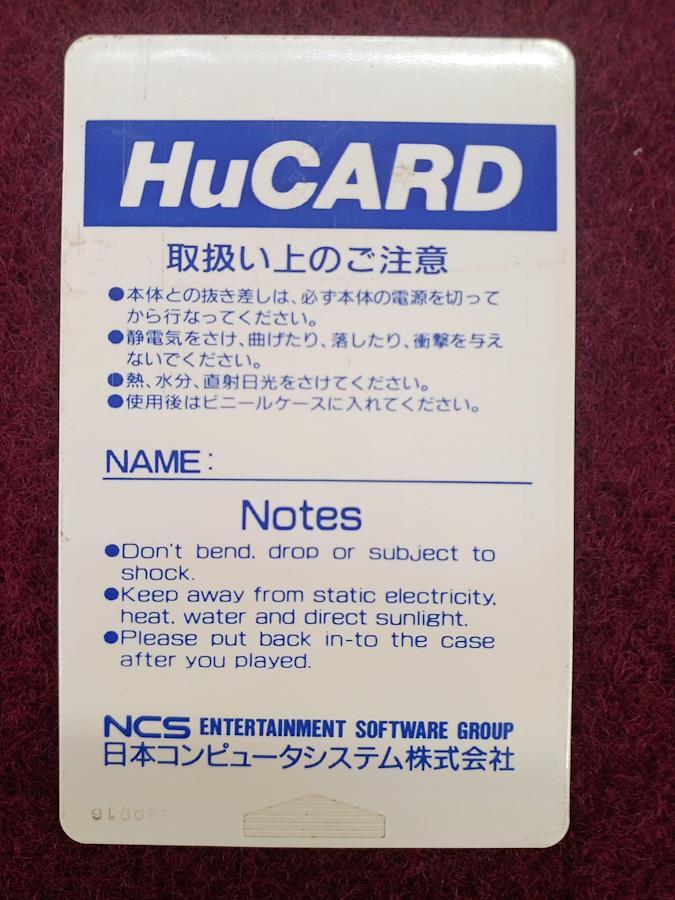 HuCARD
取扱い上のご注意
●本体との抜き差しは、必ず本体の電源を切って
から行なってください。
●静電気をさけ、曲げたり、落したり、衝撃を与え
ないでください。
●熱、水分、直射日光をさけてください。
●使用後はビニールケースに入れてください。
NAME:
Notes
●Don't bend, drop or subject to
shock.
●Keep away from static electricity,
heat, water and direct sunlight.
●Please put back in-to the case
after you played.
NCS ENTERTAINMENT SOFTWARE GROUP
日本コンピュータシステム株式会社